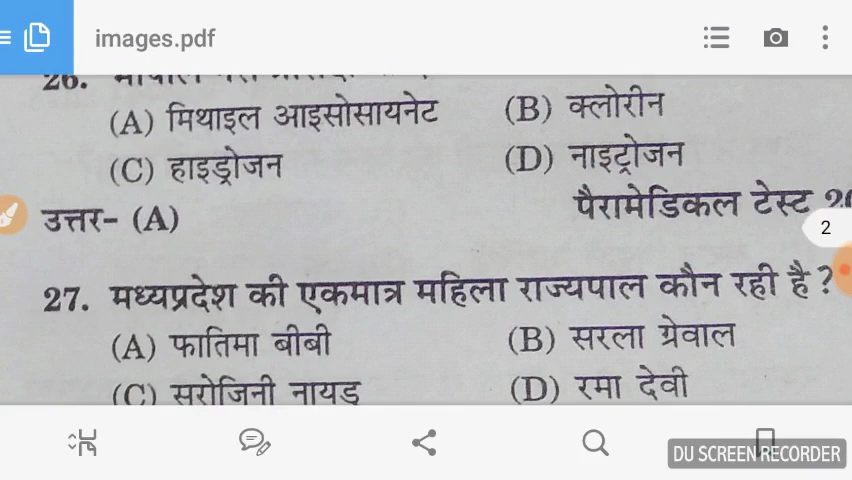 images.pdf
26.
(A) मिथाइल आइसोसायनेट (B) क्लोरीन
(C) हाइड्रोजन (D) नाइट्रोजन
उत्तर- (A) पैरामेडिकल टेस्ट
2
27. मध्यप्रदेश की एकमात्र महिला राज्यपाल कौन रही है ?
(A) फातिमा बीबी (B) सरला ग्रेवाल
(C) सरोजिनी नायडू (D) रमा देवी
DU SCREEN RECORDER